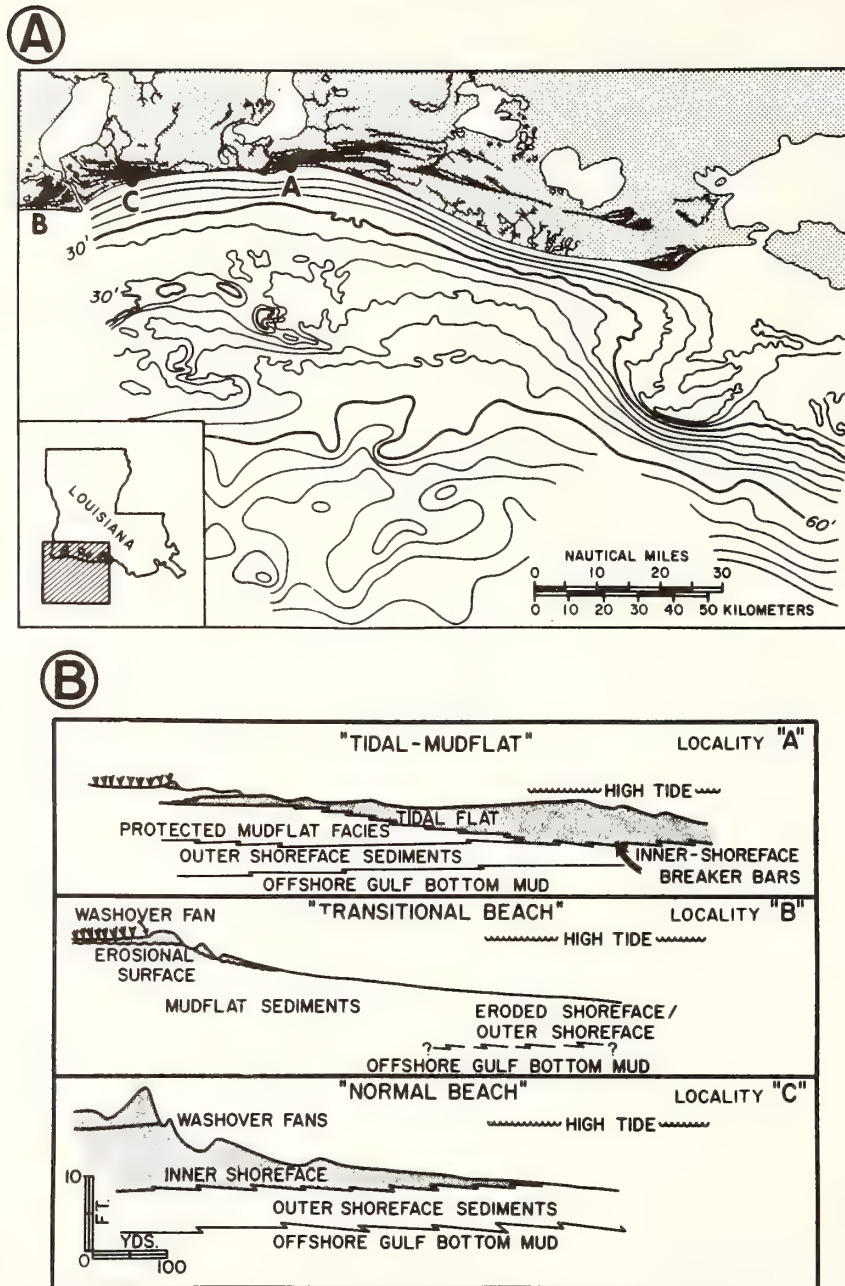 A
B
C
A
30'
30'
60'
LOUISIANA
NAUTICAL MILES
0 10 20 30
0 10 20 30 40 50 KILOMETERS
B
"TIDAL-MUDFLAT" LOCALITY "A"
HIGH TIDE
TIDAL FLAT
PROTECTED MUDFLAT FACIES
OUTER SHOREFACE SEDIMENTS
INNER-SHOREFACE
BREAKER BARS
OFFSHORE GULF BOTTOM MUD
WASHOVER FAN "TRANSITIONAL BEACH" LOCALITY "B"
HIGH TIDE
EROSIONAL
SURFACE
MUDFLAT SEDIMENTS
ERODED SHOREFACE/
OUTER SHOREFACE
? ?
OFFSHORE GULF BOTTOM MUD
"NORMAL BEACH" LOCALITY "C"
WASHOVER FANS
HIGH TIDE
INNER SHOREFACE
10
FT.
OUTER SHOREFACE SEDIMENTS
YDS.
OFFSHORE GULF BOTTOM MUD
0 100